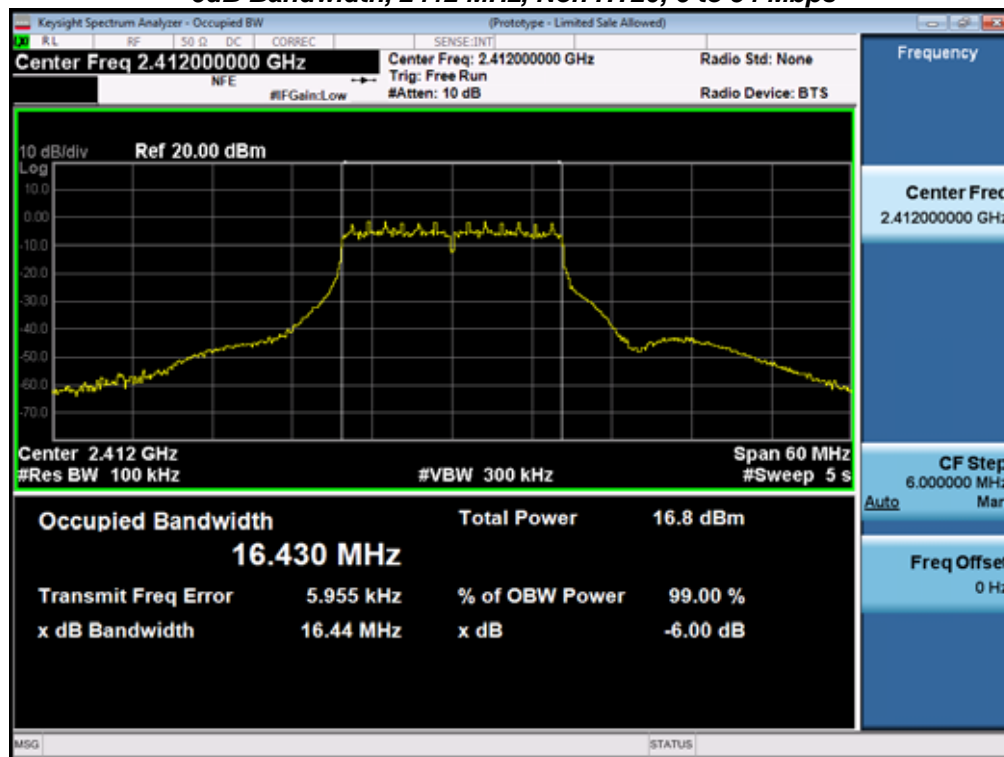 6dB Bandwidth, 2412 MHz, Non HT20, 6 to 54 Mbps
Keysight Spectrum Analyzer - Occupied BW (Prototype - Limited Sale Allowed)
RL RF 50 Ω DC CORREC SENSE:INT
Center Freq 2.412000000 GHz
NFE
#IFGain:Low
Center Freq: 2.412000000 GHz
Trig: Free Run
#Atten: 10 dB
Radio Std: None
Radio Device: BTS
10 dB/div Ref 20.00 dBm
Log
10.0
0.00
-10.0
-20.0
-30.0
-40.0
-50.0
-60.0
-70.0
Center 2.412 GHz Span 60 MHz
#Res BW 100 kHz #VBW 300 kHz #Sweep 5 s
Occupied Bandwidth Total Power 16.8 dBm
16.430 MHz
Transmit Freq Error 5.955 kHz % of OBW Power 99.00 %
x dB Bandwidth 16.44 MHz x dB -6.00 dB
MSG STATUS
Frequency
Center Freq
2.412000000 GHz
CF Step
6.000000 MHz
Auto Man
Freq Offset
0 Hz